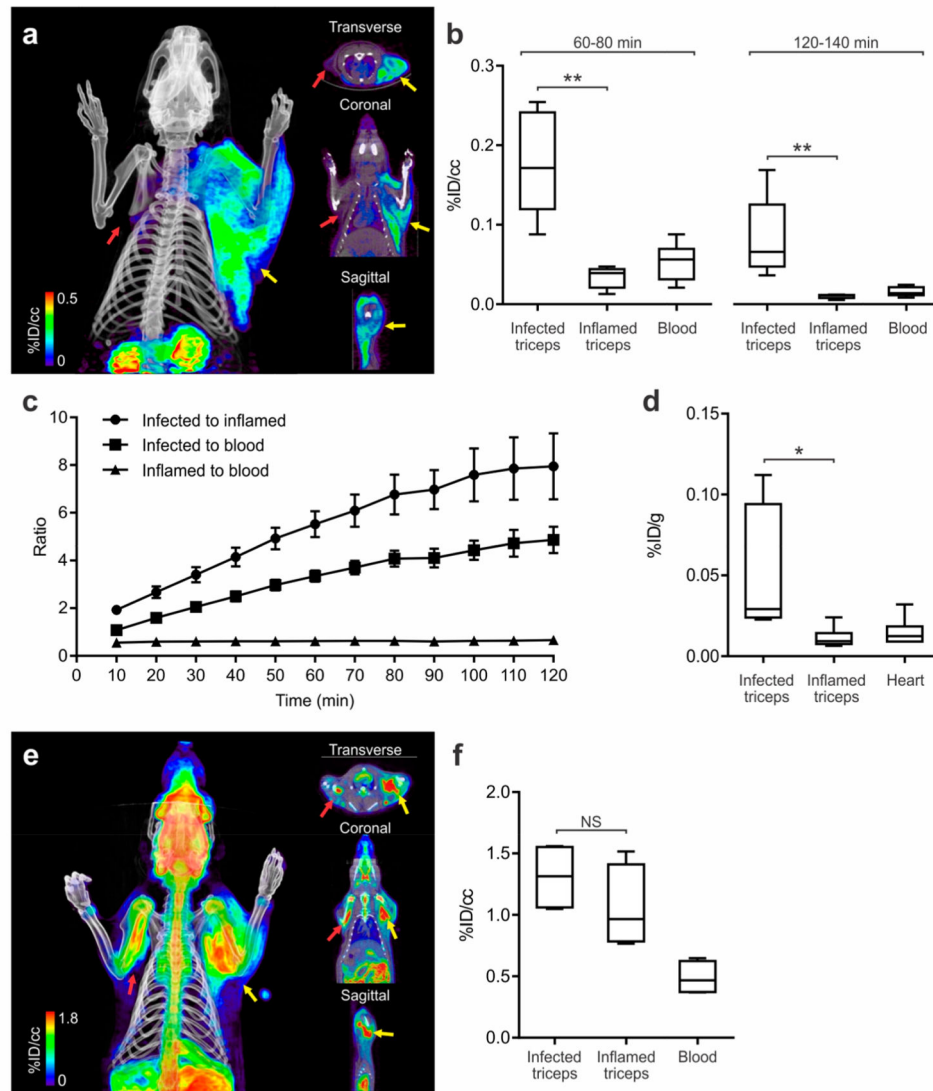 a
Transverse
Coronal
Sagittal
0.5
%ID/cc
0
b
60-80 min
120-140 min
0.3
**
**
0.2
%ID/cc
0.1
0.0
Infected triceps
Inflamed triceps
Blood
Infected triceps
Inflamed triceps
Blood
c
10
Infected to inflamed
8
Infected to blood
Inflamed to blood
6
Ratio
4
2
0
0 10 20 30 40 50 60 70 80 90 100 110 120
Time (min)
d
0.15
*
0.10
%ID/g
0.05
0.00
Infected triceps
Inflamed triceps
Heart
e
Transverse
Coronal
Sagittal
1.8
%ID/cc
0
f
2.0
NS
1.5
%ID/cc
1.0
0.5
0.0
Infected triceps
Inflamed triceps
Blood